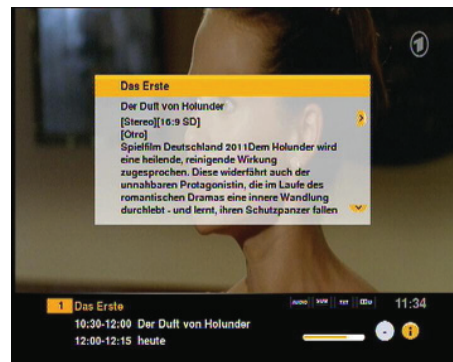 Das Erste
Der Duft von Holunder
[Stereo][16:9 SD]
[Otro]
Spielfilm Deutschland 2011Dem Holunder wird
eine heilende, reinigende Wirkung
zugesprochen. Diese widerfährt auch der
unnahbaren Protagonistin, die im Laufe des
romantischen Dramas eine innere Wandlung
durchlebt - und lernt, ihren Schutzpanzer fallen
1 Das Erste
AUDIO SUB TXT 11:34
10:30-12:00 Der Duft von Holunder
12:00-12:15 heute